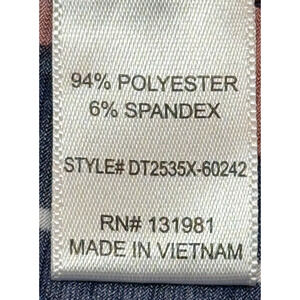 94% POLYESTER
6% SPANDEX
STYLE# DT2535X-60242
RN# 131981
MADE IN VIETNAM